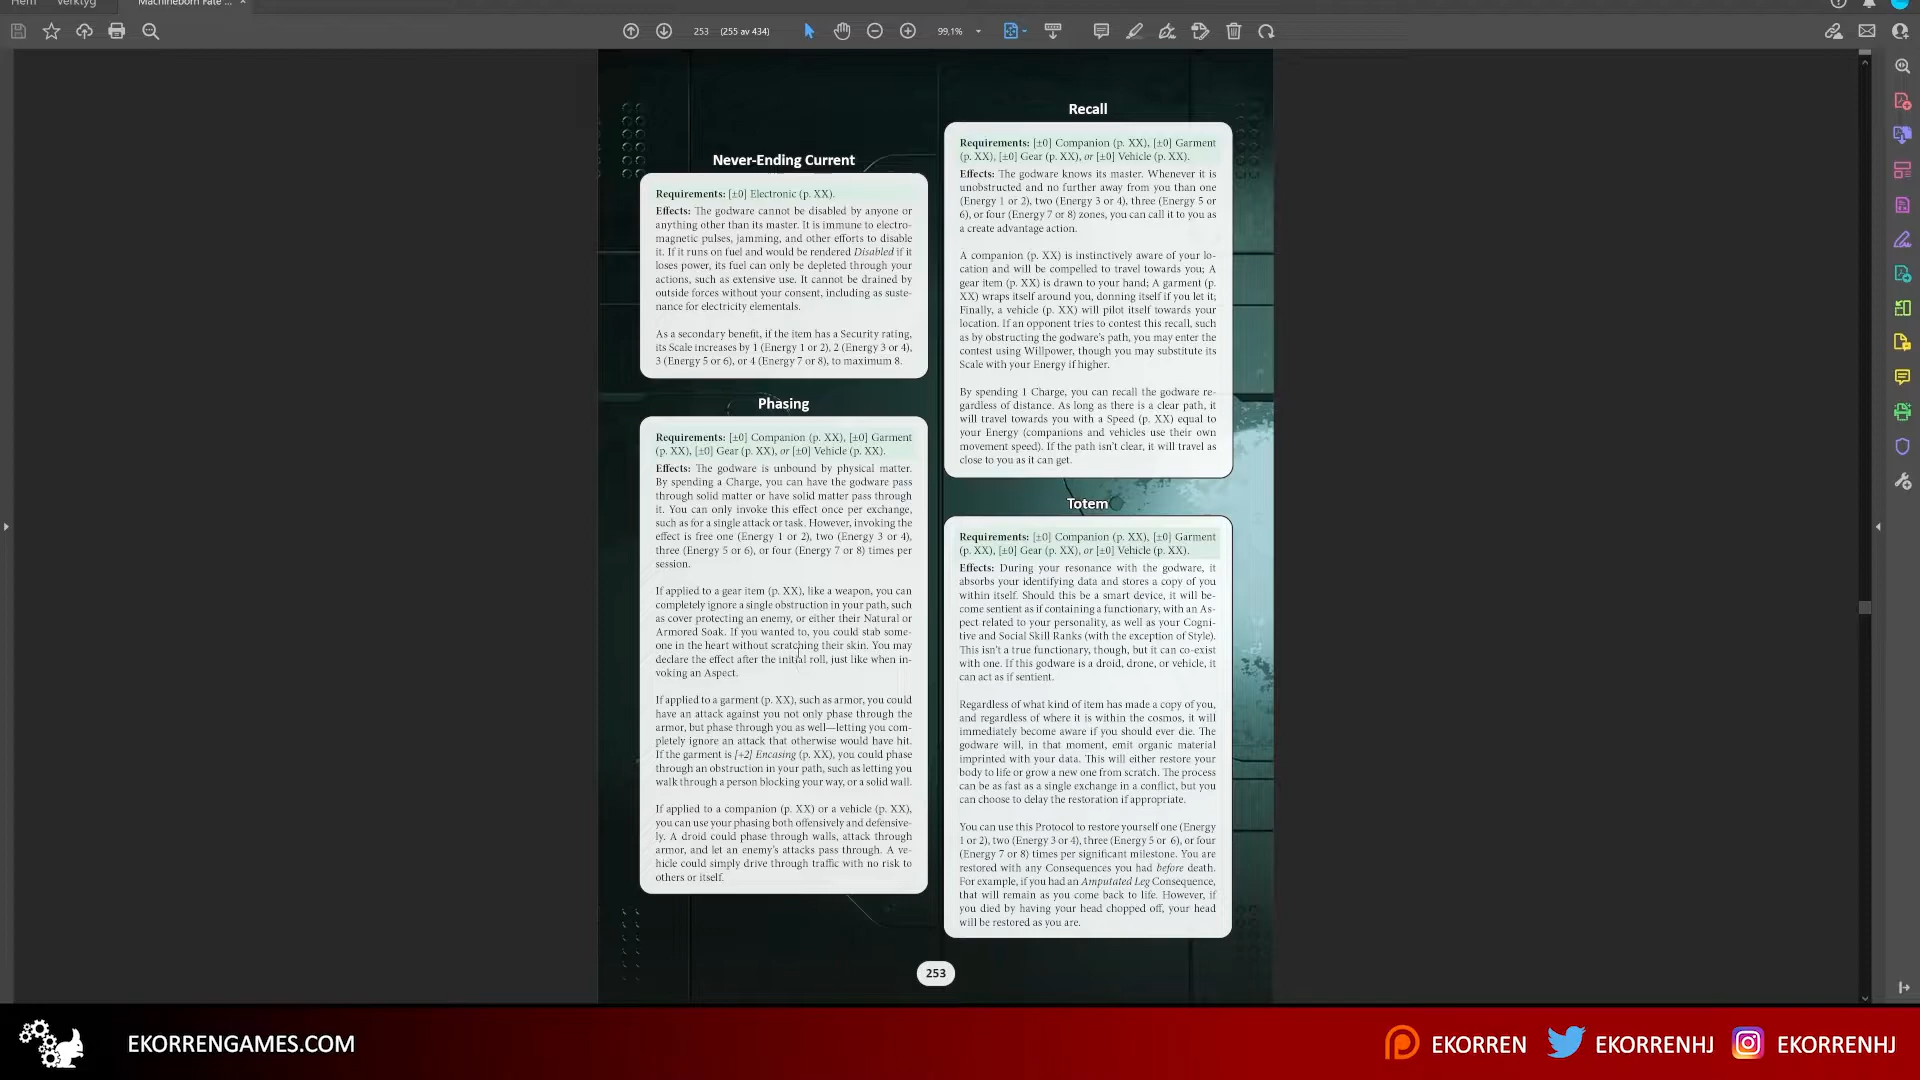 Hem
Verktyg
Machineborn Fate ...
253 (255 av 434)
99,1%
Never-Ending Current
Requirements: [±0] Electronic (p. XX).
Effects: The godware cannot be disabled by anyone or
anything other than its master. It is immune to electro-
magnetic pulses, jamming, and other efforts to disable
it. If it runs on fuel and would be rendered Disabled if it
loses power, its fuel can only be depleted through your
actions, such as extensive use. It cannot be drained by
outside forces without your consent, including as suste-
nance for electricity elementals.
As a secondary benefit, if the item has a Security rating,
its Scale increases by 1 (Energy 1 or 2), 2 (Energy 3 or 4),
3 (Energy 5 or 6), or 4 (Energy 7 or 8), to maximum 8.
Phasing
Requirements: [±0] Companion (p. XX), [±0] Garment
(p. XX), [±0] Gear (p. XX), or [±0] Vehicle (p. XX).
Effects: The godware is unbound by physical matter.
By spending a Charge, you can have the godware pass
through solid matter or have solid matter pass through
it. You can only invoke this effect once per exchange,
such as for a single attack or task. However, invoking the
effect is free one (Energy 1 or 2), two (Energy 3 or 4),
three (Energy 5 or 6), or four (Energy 7 or 8) times per
session.
If applied to a gear item (p. XX), like a weapon, you can
completely ignore a single obstruction in your path, such
as cover protecting an enemy, or either their Natural or
Armored Soak. If you wanted to, you could stab some-
one in the heart without scratching their skin. You may
declare the effect after the initial roll, just like when in-
voking an Aspect.
If applied to a garment (p. XX), such as armor, you could
have an attack against you not only phase through the
armor, but phase through you as well—letting you com-
pletely ignore an attack that otherwise would have hit.
If the garment is [+2] Encasing (p. XX), you could phase
through an obstruction in your path, such as letting you
walk through a person blocking your way, or a solid wall.
If applied to a companion (p. XX) or a vehicle (p. XX),
you can use your phasing both offensively and defensive-
ly. A droid could phase through walls, attack through
armor, and let an enemy's attacks pass through. A ve-
hicle could simply drive through traffic with no risk to
others or itself.
Recall
Requirements: [±0] Companion (p. XX), [±0] Garment
(p. XX), [±0] Gear (p. XX), or [±0] Vehicle (p. XX).
Effects: The godware knows its master. Whenever it is
unobstructed and no further away from you than one
(Energy 1 or 2), two (Energy 3 or 4), three (Energy 5 or
6), or four (Energy 7 or 8) zones, you can call it to you as
a create advantage action.
A companion (p. XX) is instinctively aware of your lo-
cation and will be compelled to travel towards you; A
gear item (p. XX) is drawn to your hand; A garment (p.
XX) wraps itself around you, donning itself if you let it;
Finally, a vehicle (p. XX) will pilot itself towards your
location. If an opponent tries to contest this recall, such
as by obstructing the godware's path, you may enter the
contest using Willpower, though you may substitute its
Scale with your Energy if higher.
By spending 1 Charge, you can recall the godware re-
gardless of distance. As long as there is a clear path, it
will travel towards you with a Speed (p. XX) equal to
your Energy (companions and vehicles use their own
movement speed). If the path isn't clear, it will travel as
close to you as it can get.
Totem
Requirements: [±0] Companion (p. XX), [±0] Garment
(p. XX), [±0] Gear (p. XX), or [±0] Vehicle (p. XX).
Effects: During your resonance with the godware, it
absorbs your identifying data and stores a copy of you
within itself. Should this be a smart device, it will be-
come sentient as if containing a functionary, with an As-
pect related to your personality, as well as your Cogni-
tive and Social Skill Ranks (with the exception of Style).
This isn't a true functionary, though, but it can co-exist
with one. If this godware is a droid, drone, or vehicle, it
can act as if sentient.
Regardless of what kind of item has made a copy of you,
and regardless of where it is within the cosmos, it will
immediately become aware if you should ever die. The
godware will, in that moment, emit organic material
imprinted with your data. This will either restore your
body to life or grow a new one from scratch. The process
can be as fast as a single exchange in a conflict, but you
can choose to delay the restoration if appropriate.
You can use this Protocol to restore yourself one (Energy
1 or 2), two (Energy 3 or 4), three (Energy 5 or 6), or four
(Energy 7 or 8) times per significant milestone. You are
restored with any Consequences you had before death.
For example, if you had an Amputated Leg Consequence,
that will remain as you come back to life. However, if
you died by having your head chopped off, your head
will be restored as you are.
253
EKORRENGAMES.COM
EKORREN
EKORRENHJ
EKORRENHJ